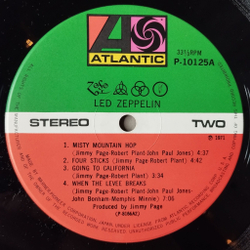 ATLANTIC
33⅓RPM
P-10125A
LED ZEPPELIN
STEREO
TWO
℗ 1971
1. MISTY MOUNTAIN HOP
(Jimmy Page·Robert Plant·John Paul Jones) 4:37
2. FOUR STICKS (Jimmy Page·Robert Plant) 4:42
3. GOING TO CALIFORNIA
(Jimmy Page·Robert Plant) 3:31
4. WHEN THE LEVEE BREAKS
(Jimmy Page·Robert Plant·John Paul Jones·
John Bonham·Memphis Minnie) 7:06
Produced by Jimmy Page